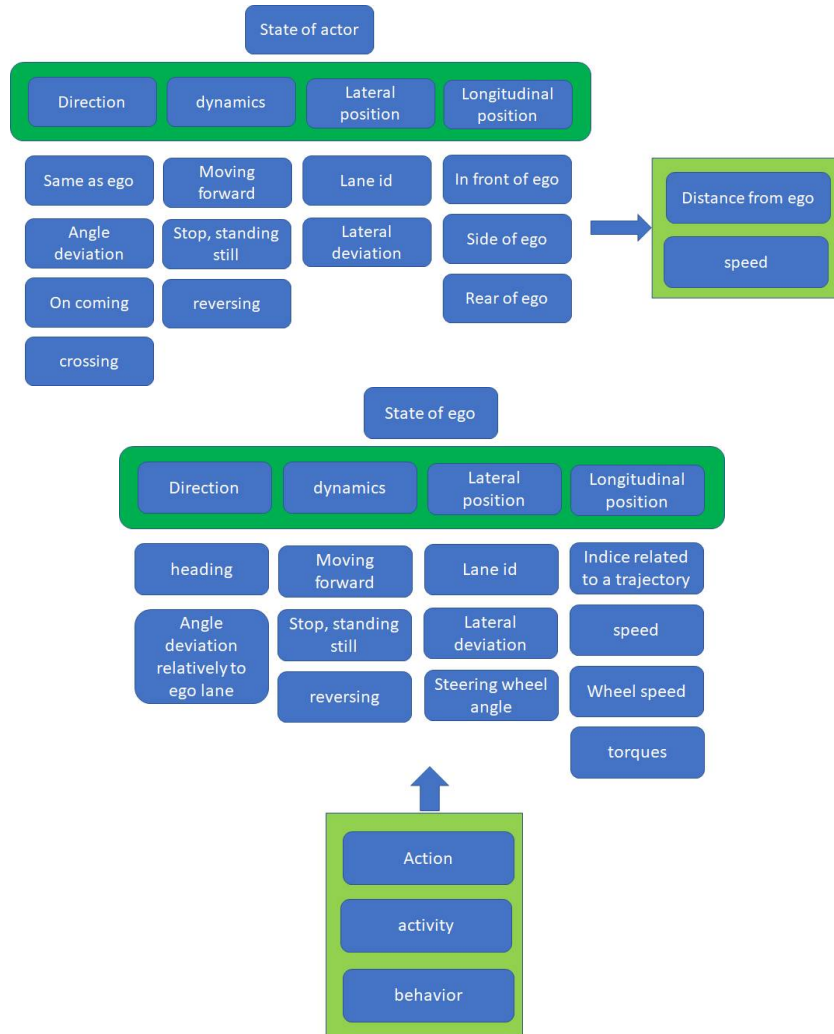 State of actor
Direction
dynamics
Lateral
position
Longitudinal
position
Same as ego
Moving
forward
Lane id
In front of ego
Distance from ego
Angle
deviation
Stop, standing
still
Lateral
deviation
Side of ego
speed
On coming
reversing
Rear of ego
crossing
State of ego
Direction
dynamics
Lateral
position
Longitudinal
position
heading
Moving
forward
Lane id
Indice related
to a trajectory
Angle
deviation
relatively to
ego lane
Stop, standing
still
Lateral
deviation
speed
reversing
Steering wheel
angle
Wheel speed
torques
Action
activity
behavior